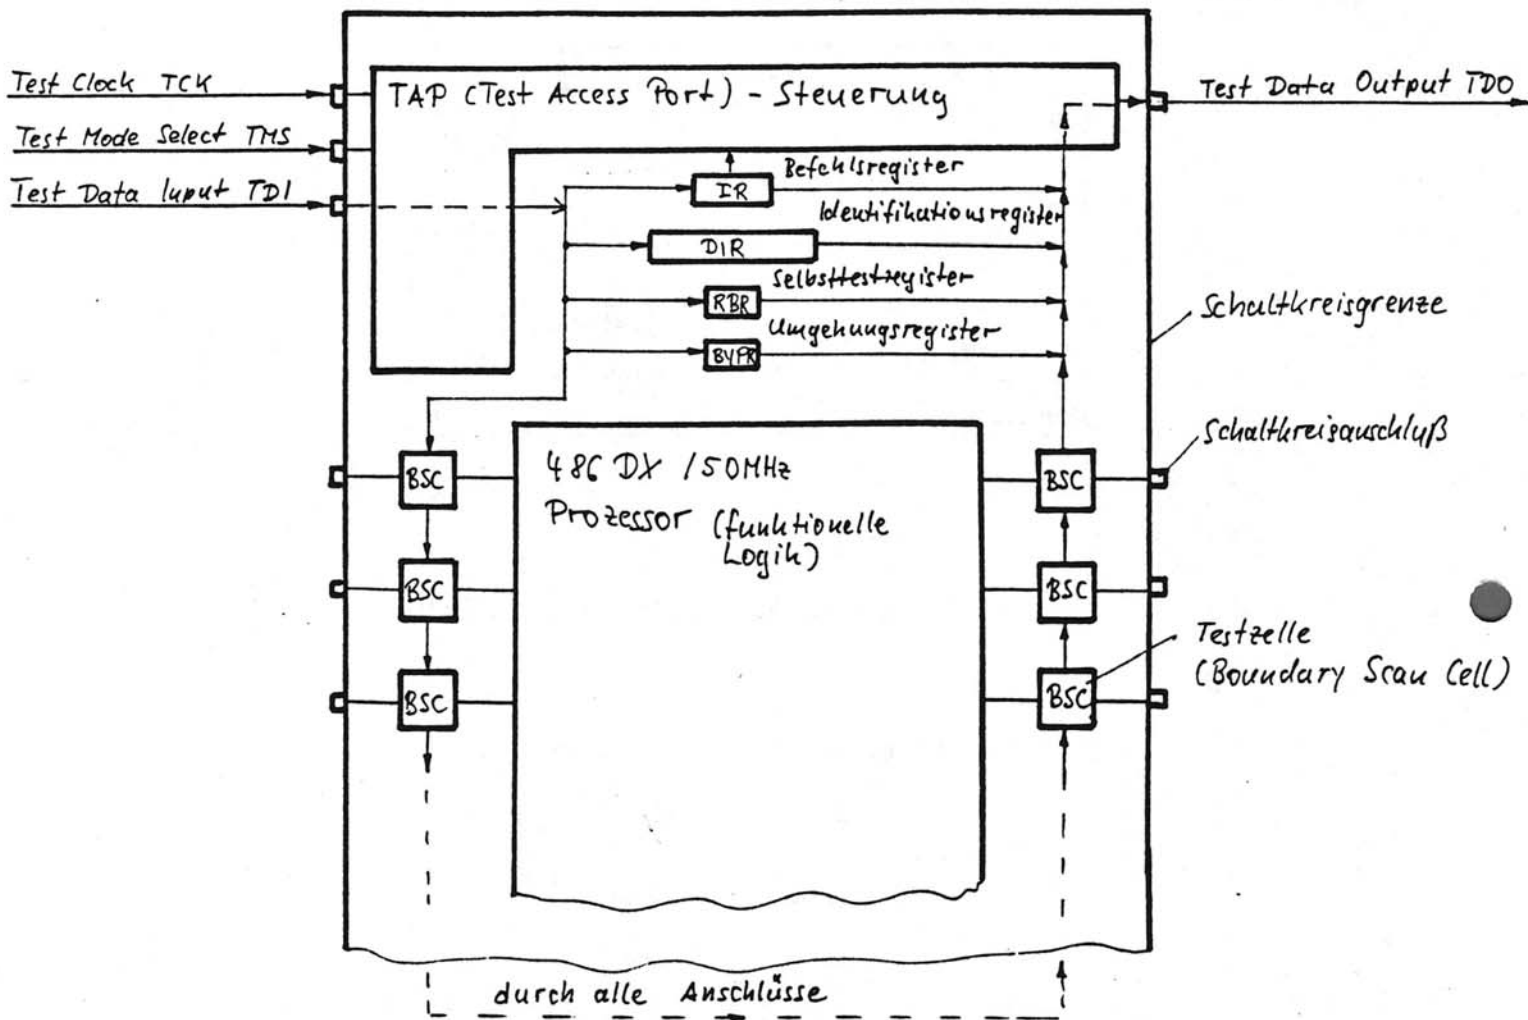 Test Clock TCK
TAP (Test Access Port) - Steuerung
Test Data Output TDO
Test Mode Select TMS
Test Data Input TDI
Befehlsregister
IR
Identifikationsregister
DIR
Selbsttestregister
RBR
Umgehungsregister
BYPR
Schaltkreisgrenze
Schaltkreisanschluß
BSC
486 DX /50MHz
Prozessor (funktionelle
Logik)
BSC
BSC
BSC
Testzelle
(Boundary Scan Cell)
BSC
BSC
durch alle Anschlüsse